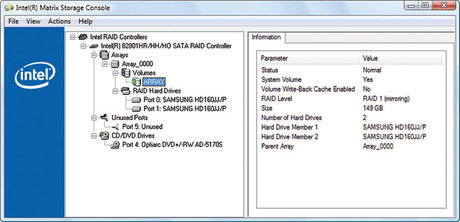 Intel(R) Matrix Storage Console
File View Actions Help
intel
Intel RAID Controllers
Intel(R) 82801HR/HH/HO SATA RAID Controller
Arrays
Array_0000
Volumes
ARRAY
RAID Hard Drives
Port 0: SAMSUNG HD160JJ/P
Port 1: SAMSUNG HD160JJ/P
Unused Ports
Port 5: Unused
CD/DVD Drives
Port 4: Optiarc DVD+/-RW AD-5170S
Information
Parameter Value
Status Normal
System Volume Yes
Volume Write-Back Cache Enabled No
RAID Level RAID 1 (mirroring)
Size 149 GB
Number of Hard Drives 2
Hard Drive Member 1 SAMSUNG HD160JJ/P
Hard Drive Member 2 SAMSUNG HD160JJ/P
Parent Array Array_0000